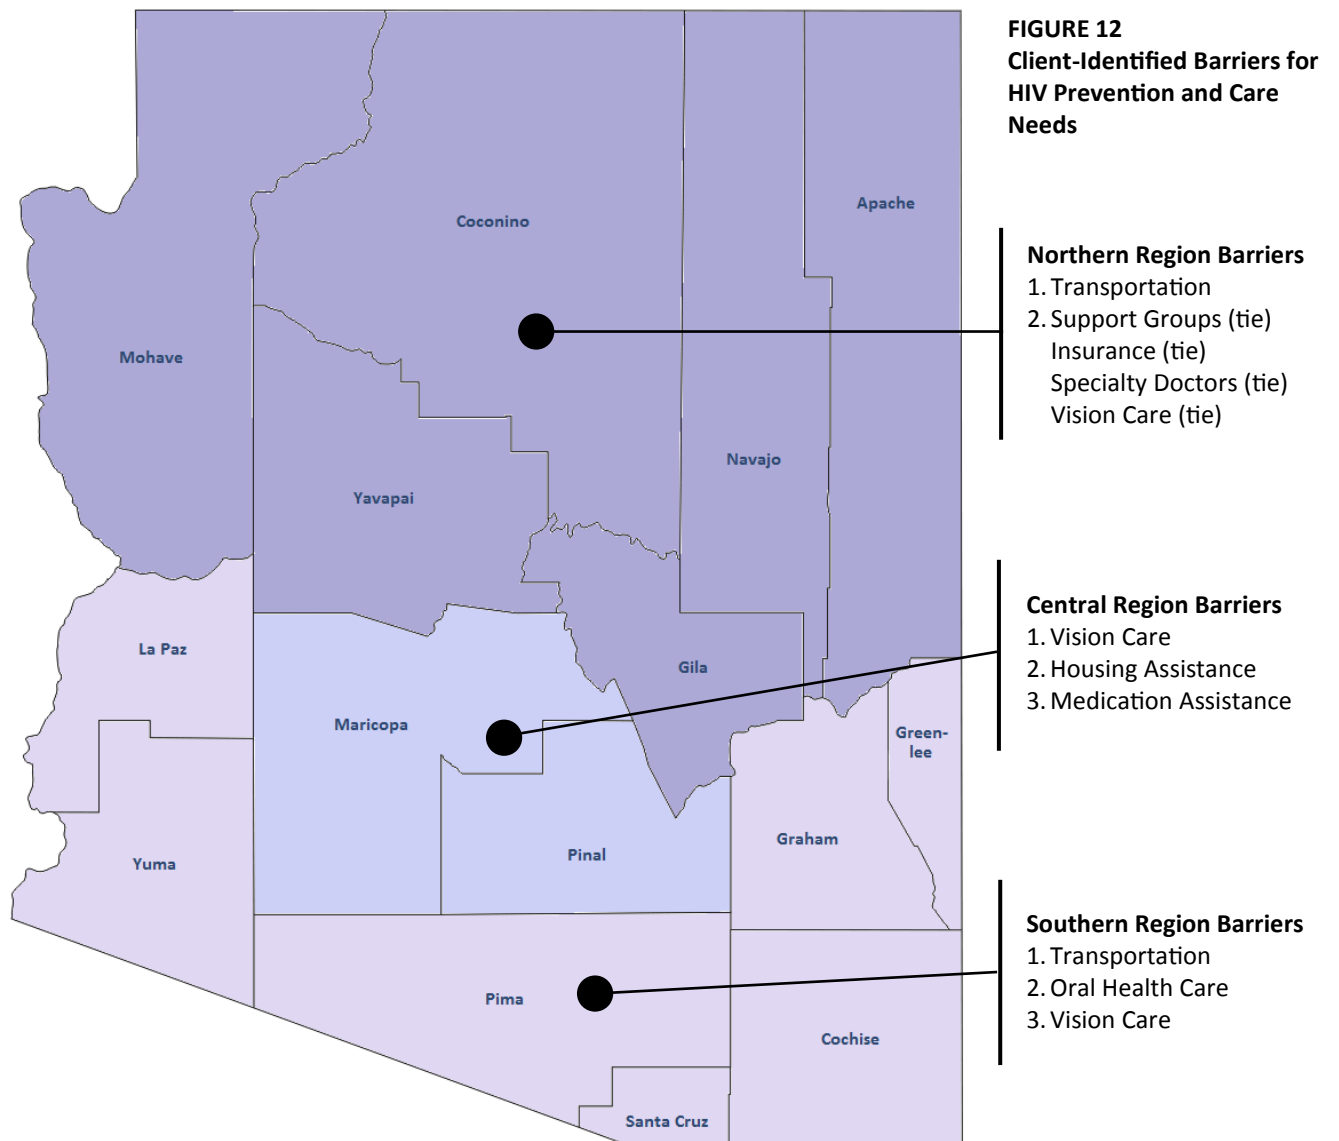 FIGURE 12
Client-Identified Barriers for
HIV Prevention and Care
Needs
Apache
Coconino
Mohave
Navajo
Yavapai
La Paz
Gila
Maricopa
Green-
lee
Graham
Pinal
Yuma
Pima
Cochise
Santa Cruz
Northern Region Barriers
1. Transportation
2. Support Groups (tie)
Insurance (tie)
Specialty Doctors (tie)
Vision Care (tie)
Central Region Barriers
1. Vision Care
2. Housing Assistance
3. Medication Assistance
Southern Region Barriers
1. Transportation
2. Oral Health Care
3. Vision Care